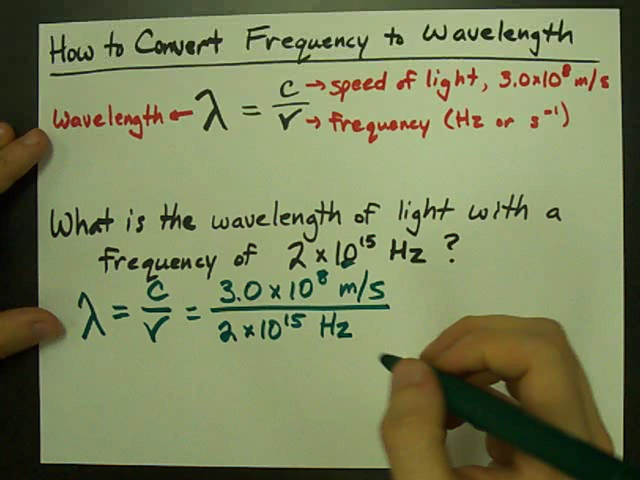 How to Convert Frequency to Wavelength
Wavelength ← λ = c/ν → speed of light, 3.0×10⁸ m/s
→ frequency (Hz or s⁻¹)
What is the wavelength of light with a
frequency of 2×10¹⁵ Hz?
λ = c/ν = 3.0×10⁸ m/s / 2×10¹⁵ Hz